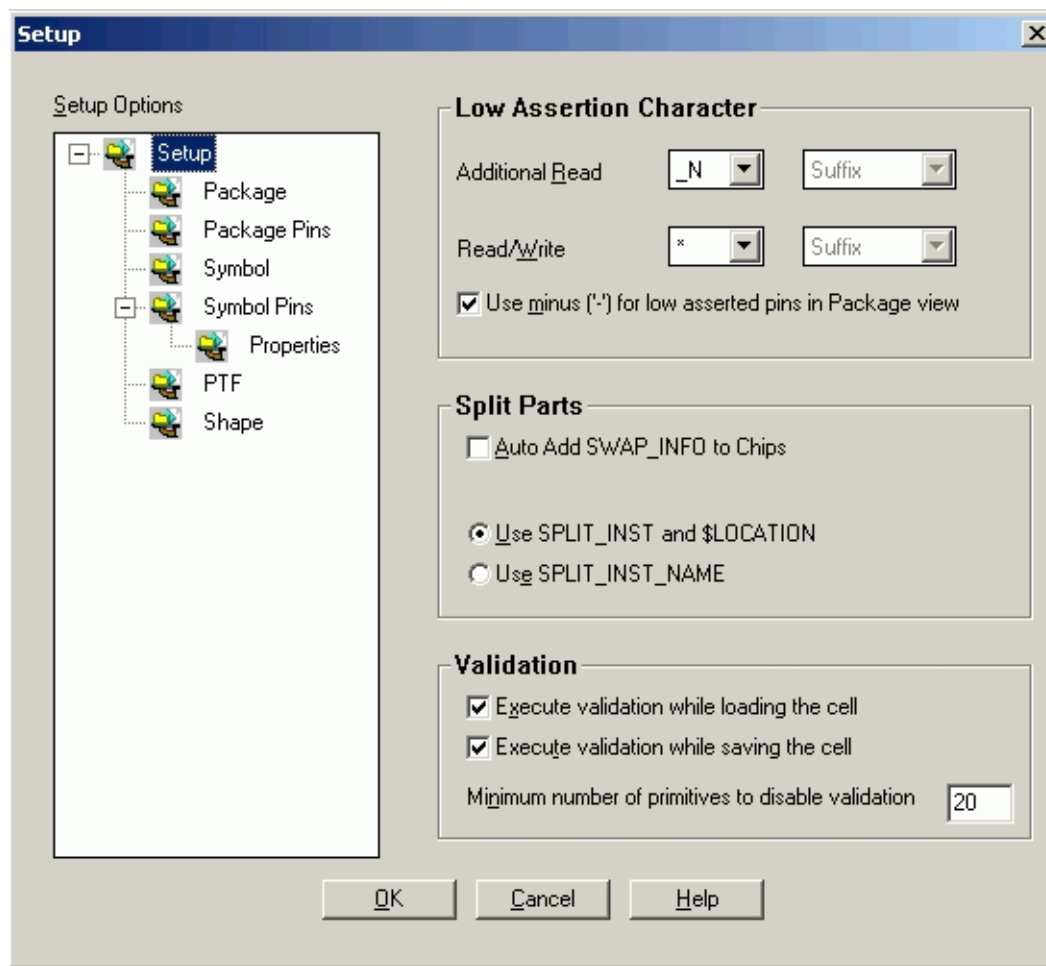 Setup
Setup Options
Setup
Package
Package Pins
Symbol
Symbol Pins
Properties
PTF
Shape
Low Assertion Character
Additional Read _N Suffix
Read/Write * Suffix
Use minus ('-') for low asserted pins in Package view
Split Parts
Auto Add SWAP_INFO to Chips
Use SPLIT_INST and $LOCATION
Use SPLIT_INST_NAME
Validation
Execute validation while loading the cell
Execute validation while saving the cell
Minimum number of primitives to disable validation 20
OK Cancel Help